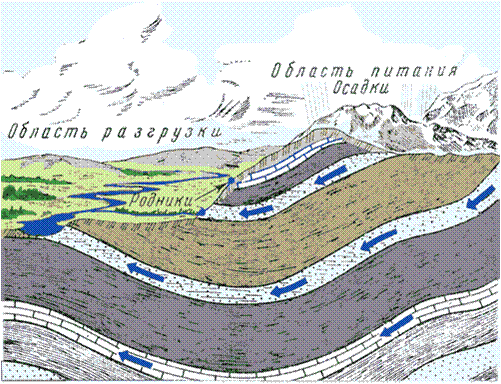 Область питания
Осадки
Область разгрузки
Родники